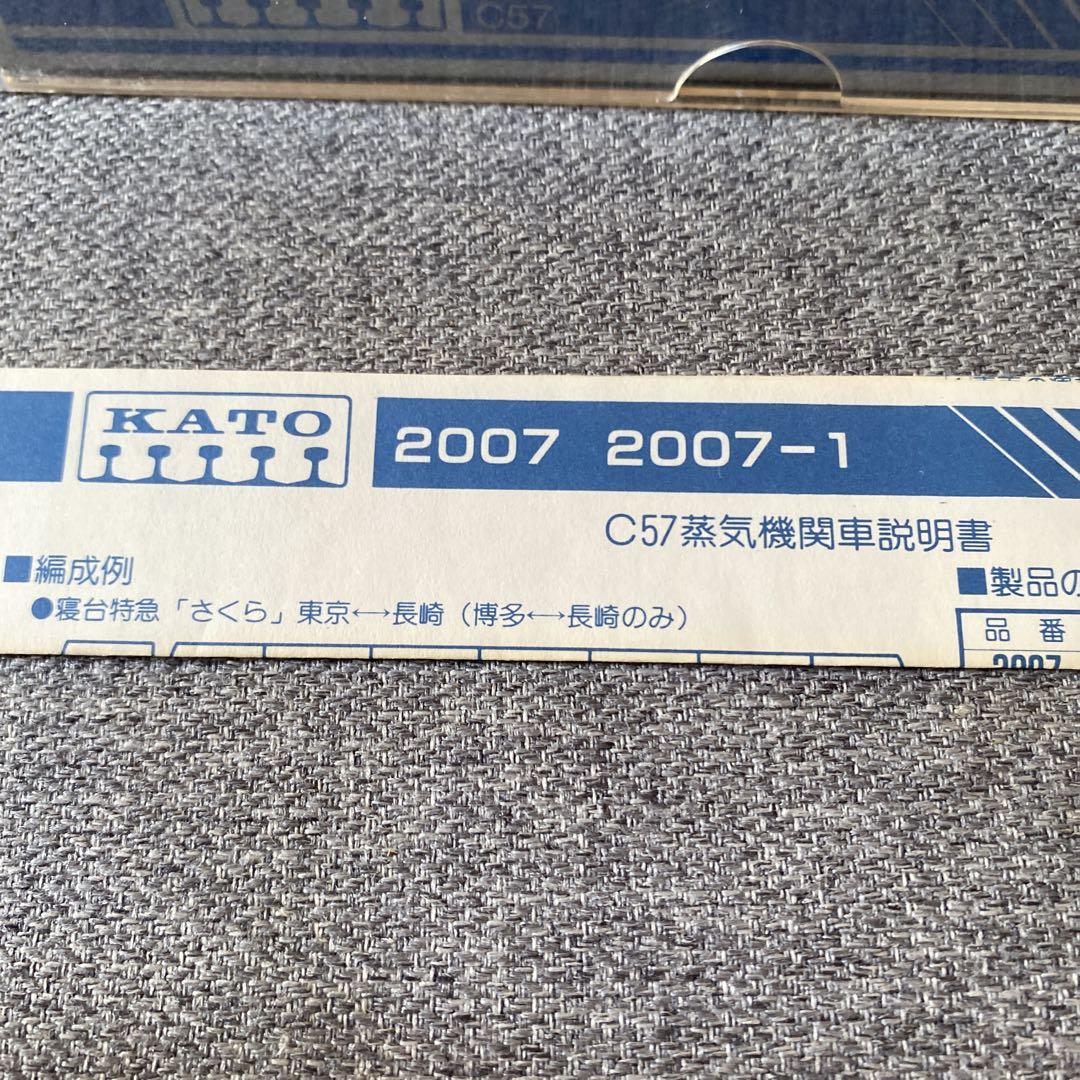 C57
KATO
2007 2007-1
C57蒸気機関車説明書
■編成例
●寝台特急「さくら」東京⟷長崎（博多⟷長崎のみ）
■製品の
品番
2007